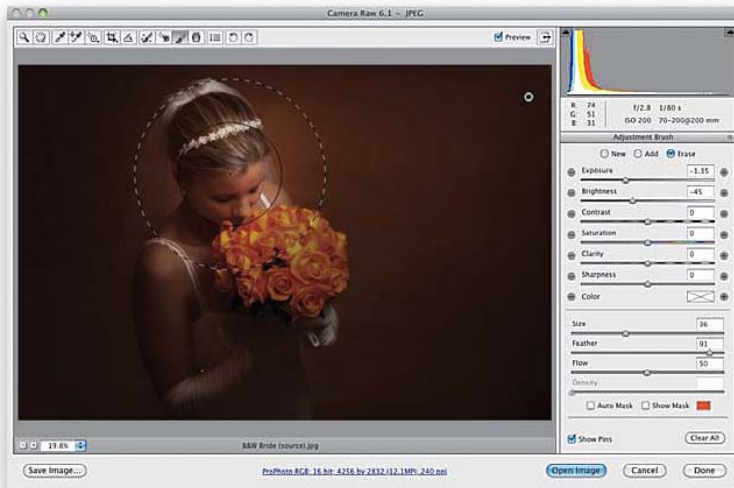 Camera Raw 6.1 – JPEG
Preview
R: 74
G: 51
B: 31
f/2.8 1/80 s
ISO 200 70-200@200 mm
Adjustment Brush
New Add Erase
Exposure -1.35
Brightness -45
Contrast 0
Saturation 0
Clarity 0
Sharpness 0
Color
Size 36
Feather 91
Flow 50
Density
Auto Mask Show Mask
Show Pins Clear All
19.8% B&W Bride (source).jpg
Save Image... ProPhoto RGB; 16 bit; 4256 by 2832 (12.1MP); 240 ppi Open Image Cancel Done